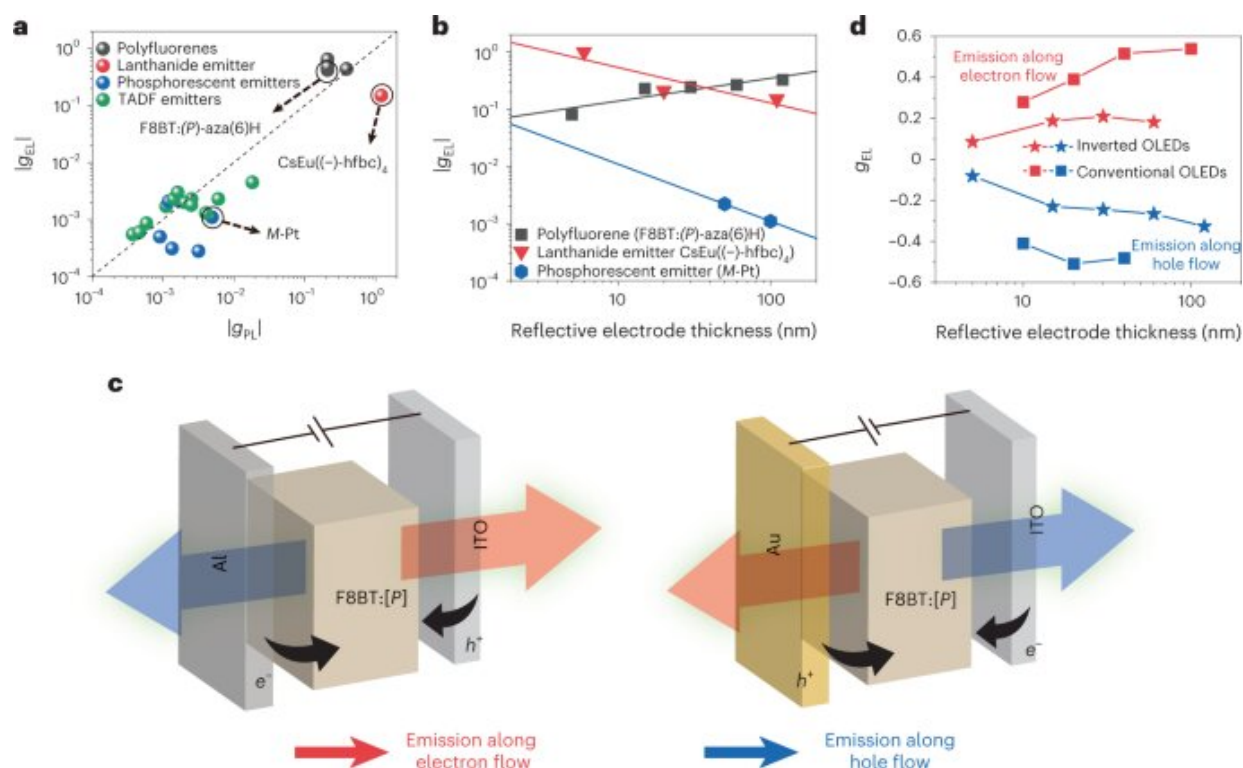 a
10⁰
10⁻¹
10⁻²
10⁻³
10⁻⁴
|gEL|
Polyfluorenes
Lanthanide emitter
Phosphorescent emitters
TADF emitters
F8BT:(P)-aza(6)H
CsEu((−)-hfbc)₄
M-Pt
10⁻⁴ 10⁻³ 10⁻² 10⁻¹ 10⁰
|gPL|
b
10⁰
10⁻¹
10⁻²
10⁻³
10⁻⁴
|gEL|
Polyfluorene (F8BT:(P)-aza(6)H)
Lanthanide emitter CsEu((−)-hfbc)₄)
Phosphorescent emitter (M-Pt)
10 100
Reflective electrode thickness (nm)
d
0.6
0.4
0.2
0
−0.2
−0.4
−0.6
gEL
Emission along
electron flow
Inverted OLEDs
Conventional OLEDs
Emission along
hole flow
10 100
Reflective electrode thickness (nm)
c
Al
F8BT:[P]
ITO
e⁻
h⁺
Au
F8BT:[P]
ITO
h⁺
e⁻
Emission along
electron flow
Emission along
hole flow